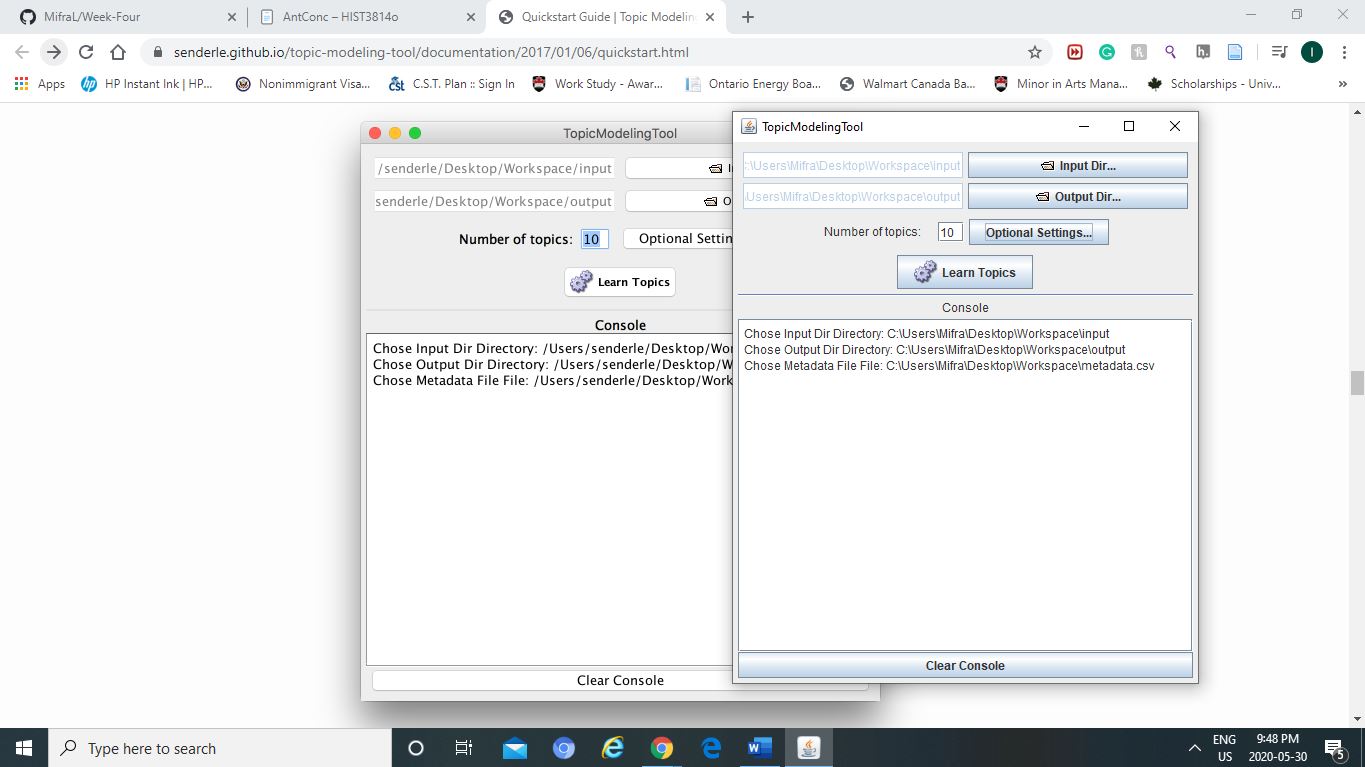 MifraL/Week-Four
AntConc – HIST3814o
Quickstart Guide | Topic Modelin
senderle.github.io/topic-modeling-tool/documentation/2017/01/06/quickstart.html
I
Apps
HP Instant Ink | HP...
Nonimmigrant Visa...
C.S.T. Plan :: Sign In
Work Study - Awar...
Ontario Energy Boa...
Walmart Canada Ba...
Minor in Arts Mana...
Scholarships - Univ...
»
TopicModelingTool
/senderle/Desktop/Workspace/input
senderle/Desktop/Workspace/output
Number of topics: 10 Optional Settin
Learn Topics
Console
Chose Input Dir Directory: /Users/senderle/Desktop/Wor
Chose Output Dir Directory: /Users/senderle/Desktop/W
Chose Metadata File File: /Users/senderle/Desktop/Work
Clear Console
TopicModelingTool
:\Users\Mifra\Desktop\Workspace\input Input Dir...
Users\Mifra\Desktop\Workspace\output Output Dir...
Number of topics: 10 Optional Settings...
Learn Topics
Console
Chose Input Dir Directory: C:\Users\Mifra\Desktop\Workspace\input
Chose Output Dir Directory: C:\Users\Mifra\Desktop\Workspace\output
Chose Metadata File File: C:\Users\Mifra\Desktop\Workspace\metadata.csv
Clear Console
Type here to search
ENG
US
9:48 PM
2020-05-30
5